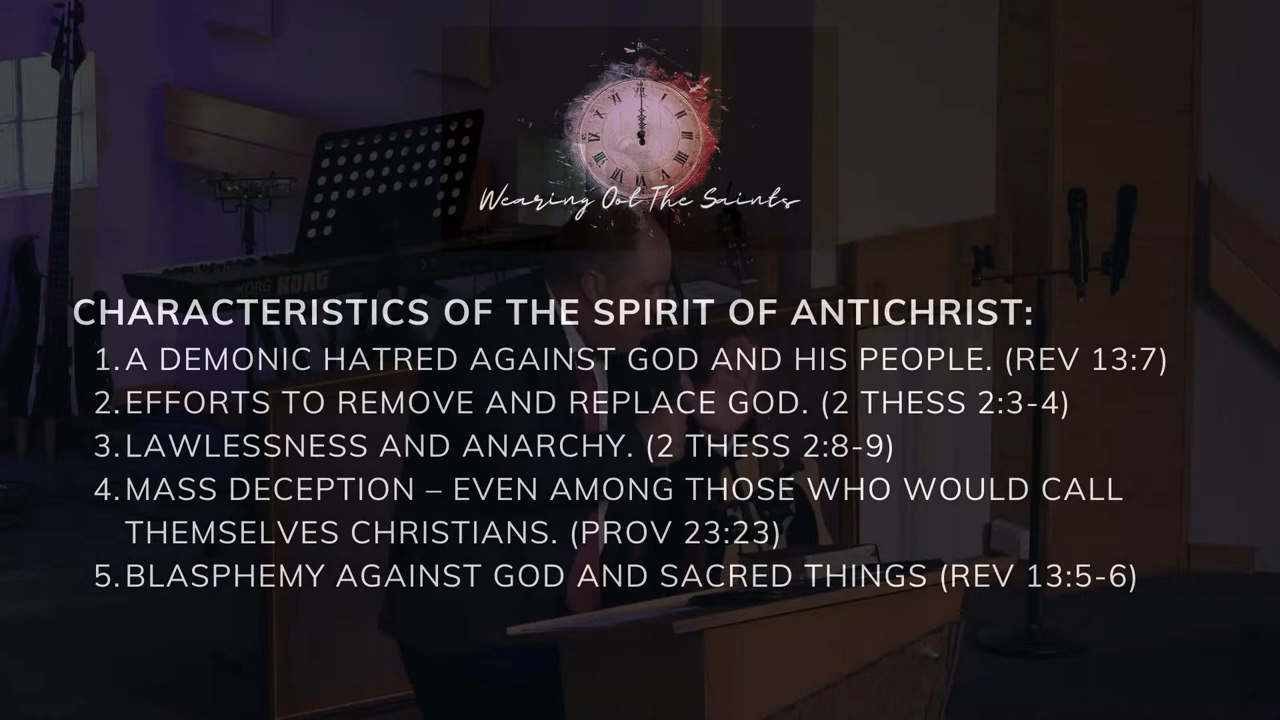 Wearing Out The Saints
KORG KORG
CHARACTERISTICS OF THE SPIRIT OF ANTICHRIST:
1. A DEMONIC HATRED AGAINST GOD AND HIS PEOPLE. (REV 13:7)
2. EFFORTS TO REMOVE AND REPLACE GOD. (2 THESS 2:3-4)
3. LAWLESSNESS AND ANARCHY. (2 THESS 2:8-9)
4. MASS DECEPTION – EVEN AMONG THOSE WHO WOULD CALL
THEMSELVES CHRISTIANS. (PROV 23:23)
5. BLASPHEMY AGAINST GOD AND SACRED THINGS (REV 13:5-6)